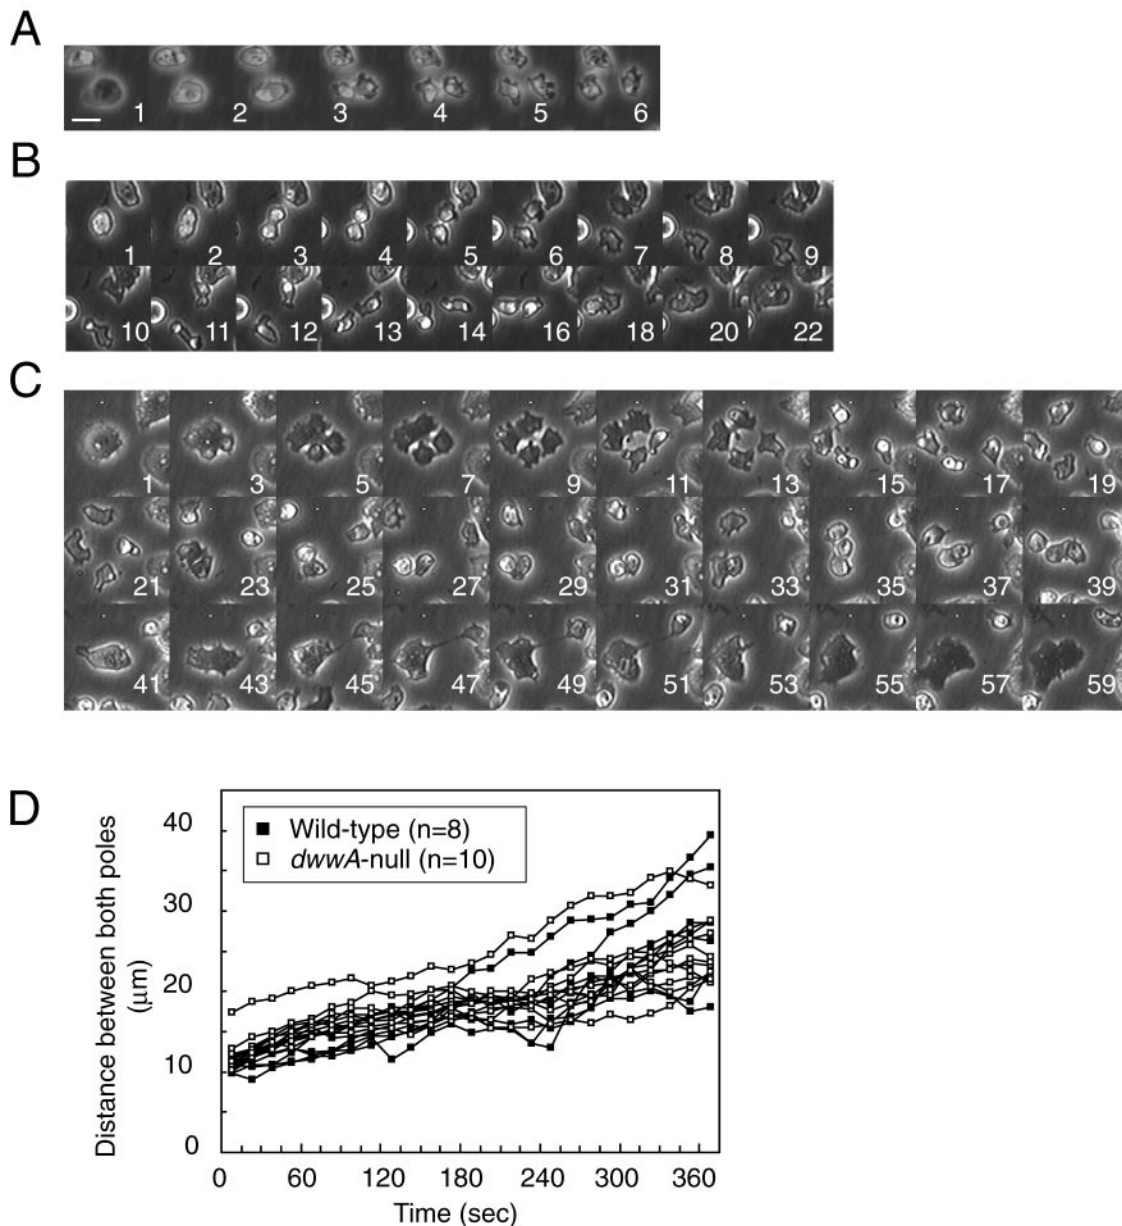 A
1 2 3 4 5 6
B
1 2 3 4 5 6 7 8 9
10 11 12 13 14 16 18 20 22
C
1 3 5 7 9 11 13 15 17 19
21 23 25 27 29 31 33 35 37 39
41 43 45 47 49 51 53 55 57 59
D
Distance between both poles
(μm)
40
30
20
10
0
Wild-type (n=8)
dwwA-null (n=10)
0 60 120 180 240 300 360
Time (sec)